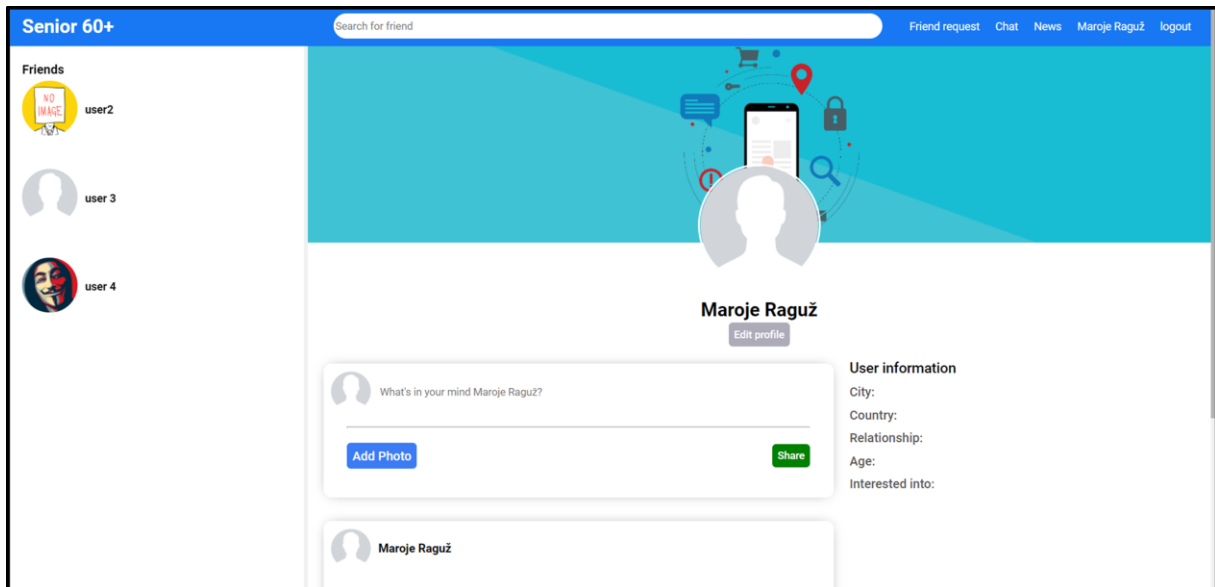 Senior 60+
Search for friend
Friend request Chat News Maroje Raguž logout
Friends
NO
IMAGE
user2
user 3
user 4
Maroje Raguž
Edit profile
What's in your mind Maroje Raguž?
Add Photo
Share
User information
City:
Country:
Relationship:
Age:
Interested into:
Maroje Raguž